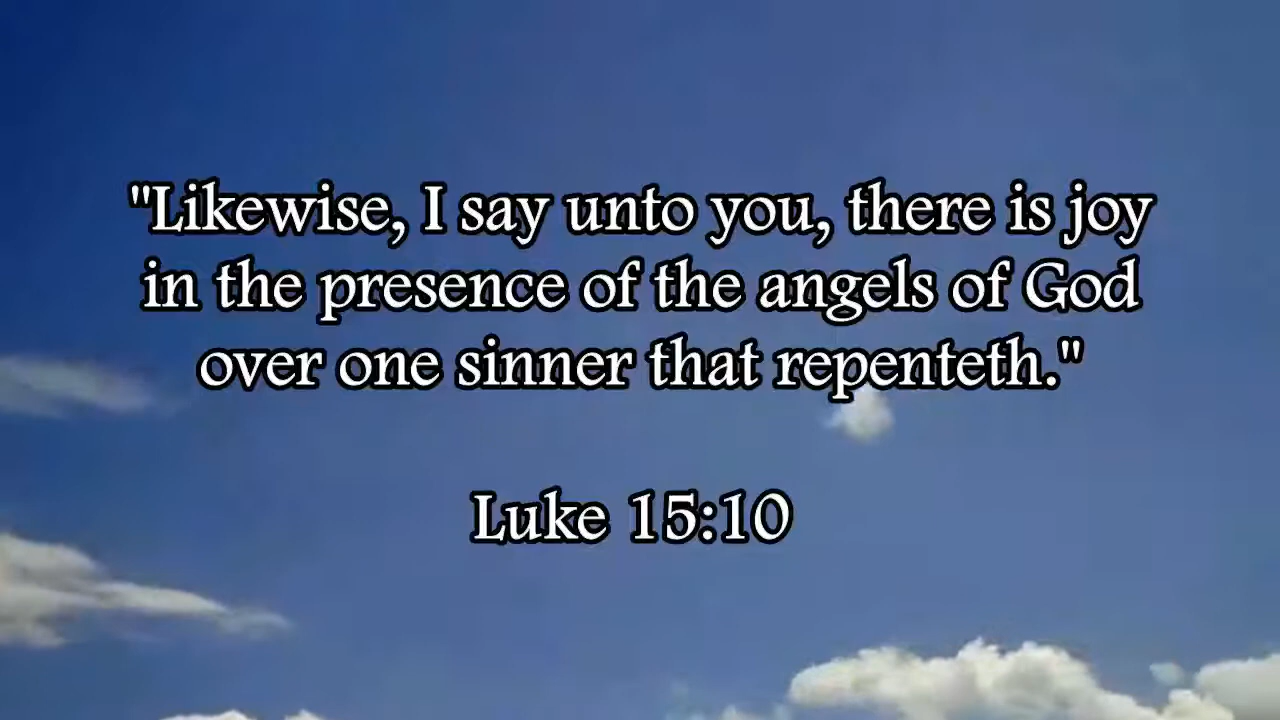 "Likewise, I say unto you, there is joy
in the presence of the angels of God
over one sinner that repenteth."
Luke 15:10